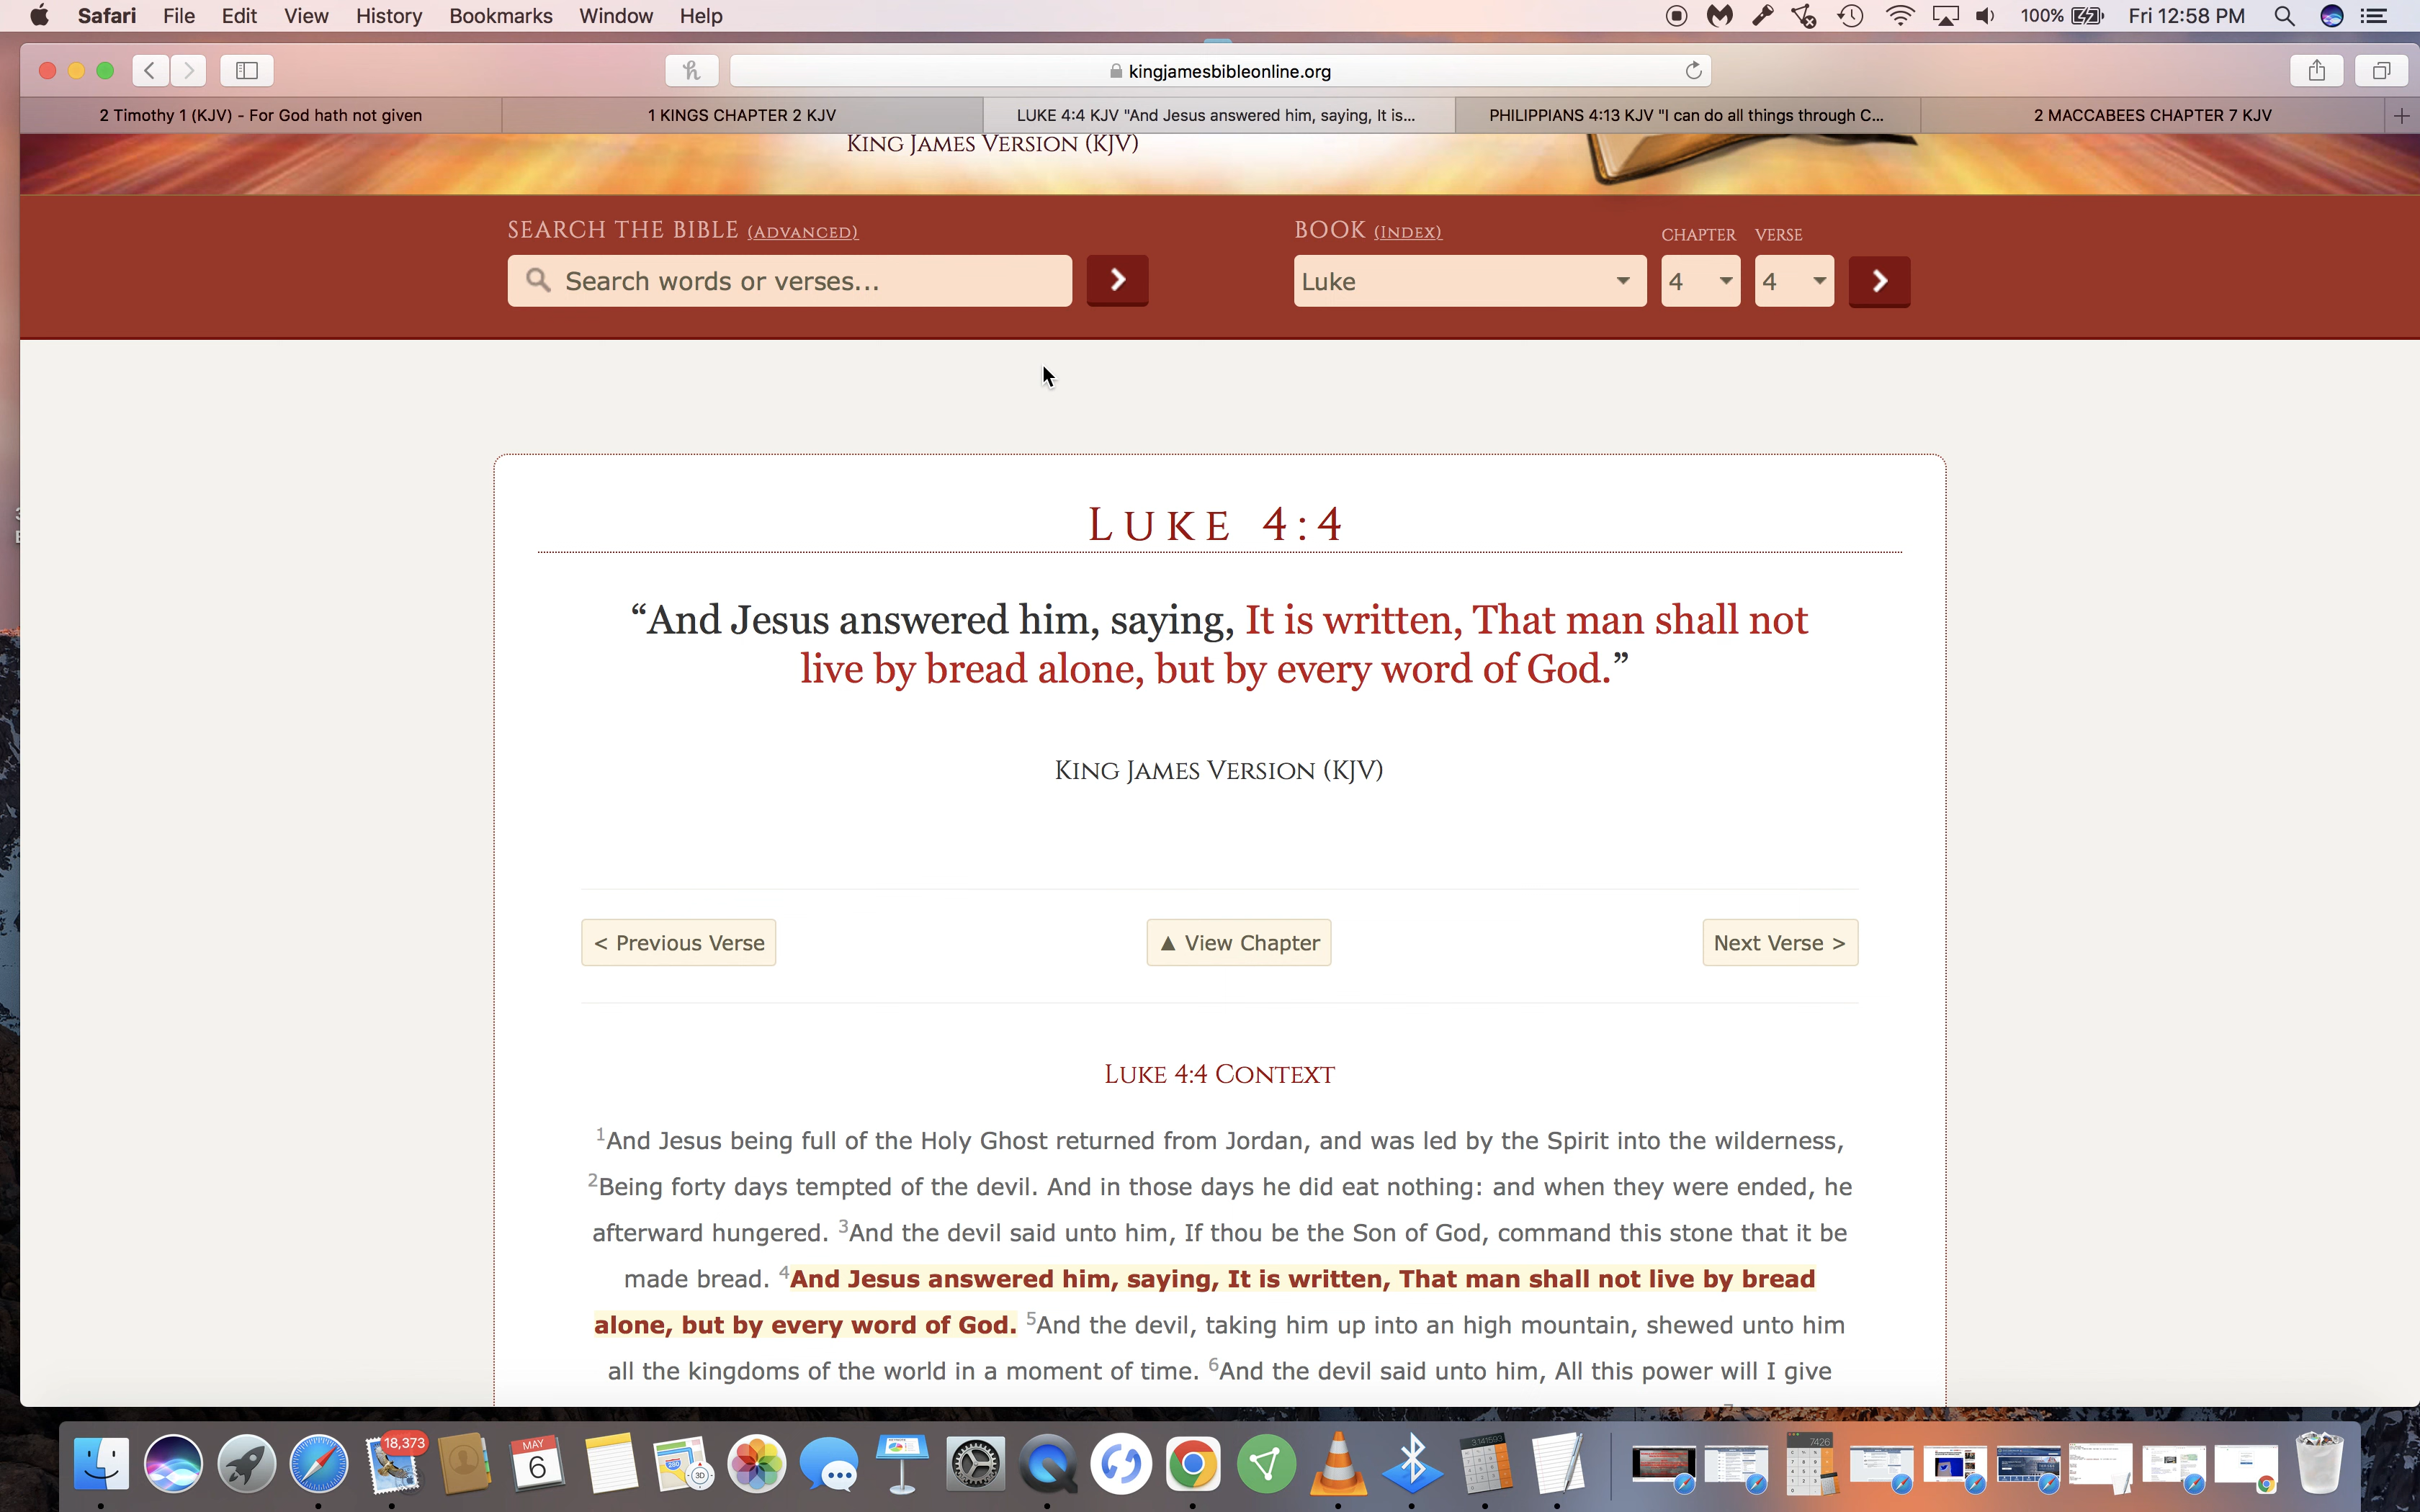 Safari File Edit View History Bookmarks Window Help 100% Fri 12:58 PM
kingjamesbibleonline.org
2 Timothy 1 (KJV) - For God hath not given
1 KINGS CHAPTER 2 KJV
LUKE 4:4 KJV "And Jesus answered him, saying, It is...
PHILIPPIANS 4:13 KJV "I can do all things through C...
2 MACCABEES CHAPTER 7 KJV
King James Version (KJV)
SEARCH THE BIBLE (Advanced)
BOOK (Index) CHAPTER VERSE
Search words or verses...
Luke 4 4
LUKE 4:4
“And Jesus answered him, saying, It is written, That man shall not
live by bread alone, but by every word of God.”
King James Version (KJV)
< Previous Verse ▲ View Chapter Next Verse >
Luke 4:4 Context
1And Jesus being full of the Holy Ghost returned from Jordan, and was led by the Spirit into the wilderness,
2Being forty days tempted of the devil. And in those days he did eat nothing: and when they were ended, he
afterward hungered. 3And the devil said unto him, If thou be the Son of God, command this stone that it be
made bread. 4And Jesus answered him, saying, It is written, That man shall not live by bread
alone, but by every word of God. 5And the devil, taking him up into an high mountain, shewed unto him
all the kingdoms of the world in a moment of time. 6And the devil said unto him, All this power will I give
18,373
MAY
6
3D
3.141593
7426